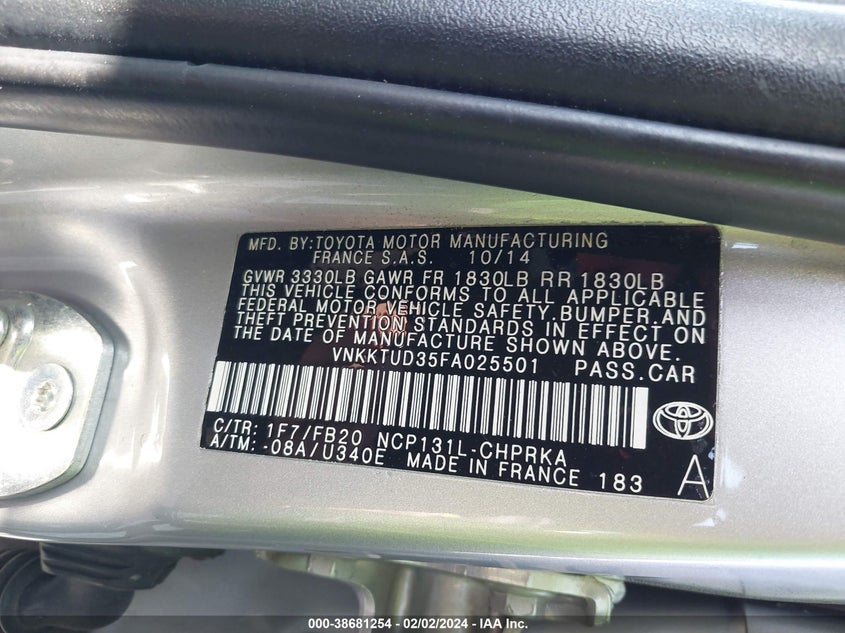 MFD. BY:TOYOTA MOTOR MANUFACTURING
FRANCE S.A.S. 10/14
GVWR 3330LB GAWR FR 1830LB RR 1830LB
THIS VEHICLE CONFORMS TO ALL APPLICABLE
FEDERAL MOTOR VEHICLE SAFETY,BUMPER,AND
THEFT PREVENTION STANDARDS IN EFFECT ON
THE DATE OF MANUFACTURE SHOWN ABOVE.
VNKKTUD35FA025501 PASS.CAR
C/TR: 1F7/FB20 NCP131L-CHPRKA
A/TM: -08A/U340E MADE IN FRANCE 183 A
000-38681254 - 02/02/2024 - IAA Inc.